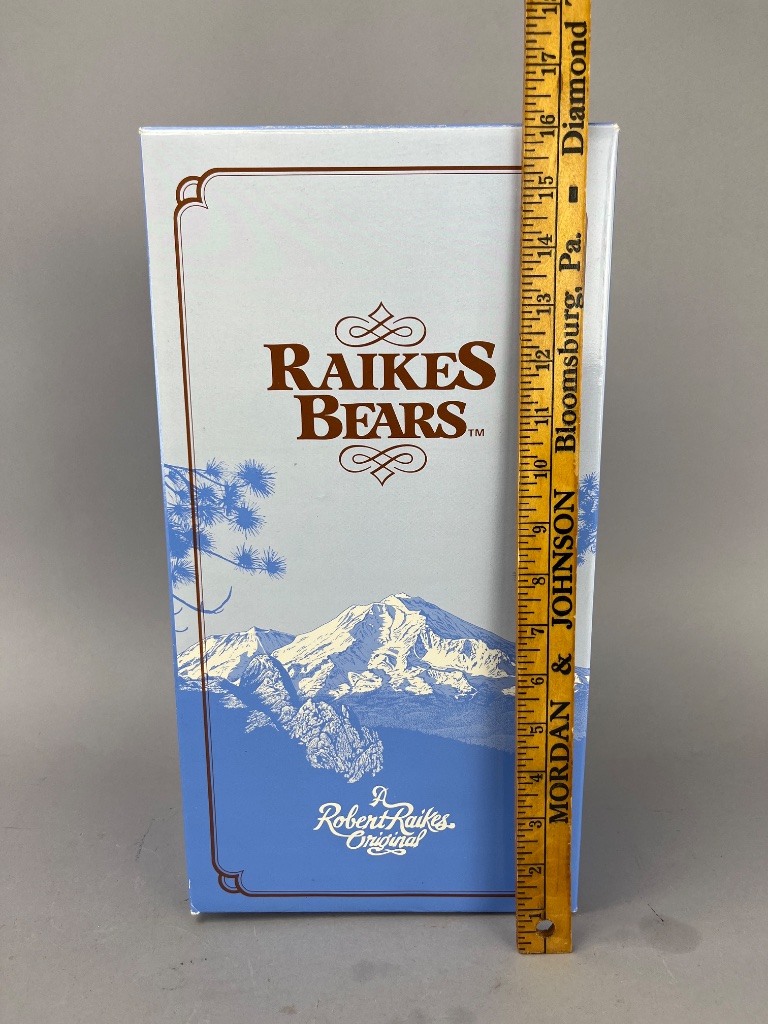 RAIKES
BEARS™
A
Robert Raikes
Original
MORDAN & JOHNSON Bloomsburg, Pa. - Diamond
1 2 3 4 5 6 7 8 9 10 11 12 13 14 15 16 17